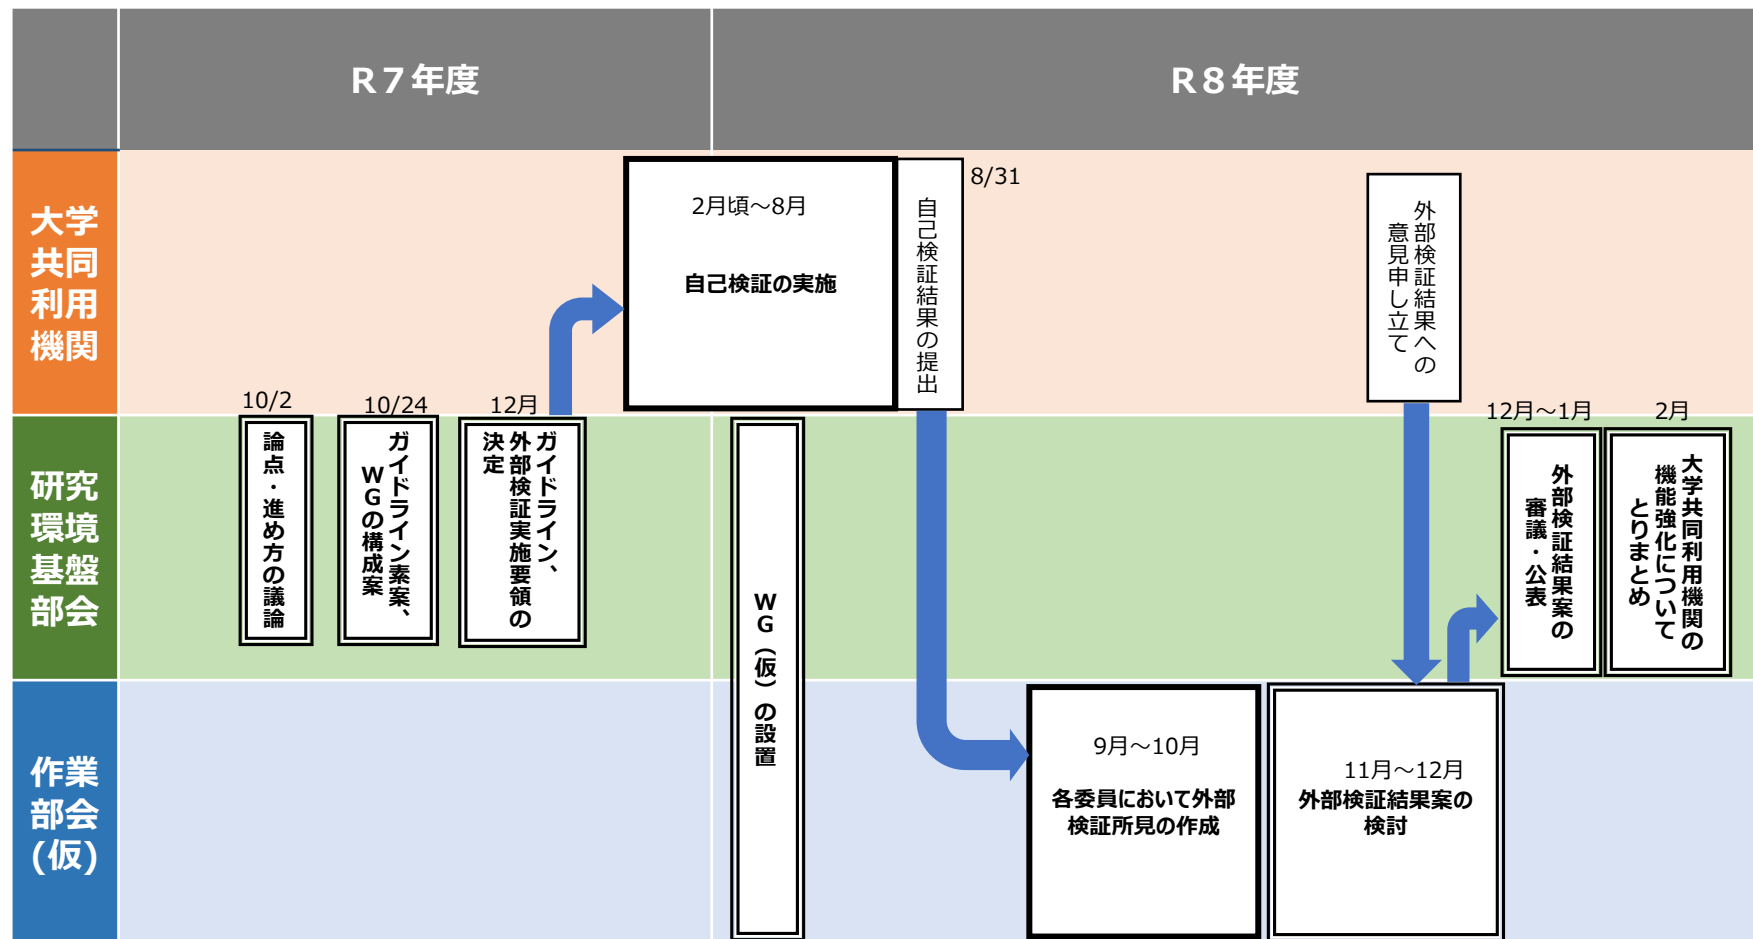 R７年度
R８年度
大学
共同
利用
機関
2月頃～8月
自己検証の実施
自己検証結果の提出
8/31
外部検証結果への
意見申し立て
研究
環境
基盤
部会
10/2
論点・進め方の議論
10/24
ガイドライン素案、
WGの構成案
12月
ガイドライン、
外部検証実施要領の
決定
WG（仮）の設置
12月～1月
外部検証結果案の
審議・公表
2月
大学共同利用機関の
機能強化について
とりまとめ
作業
部会
(仮)
9月～10月
各委員において外部
検証所見の作成
11月～12月
外部検証結果案の
検討